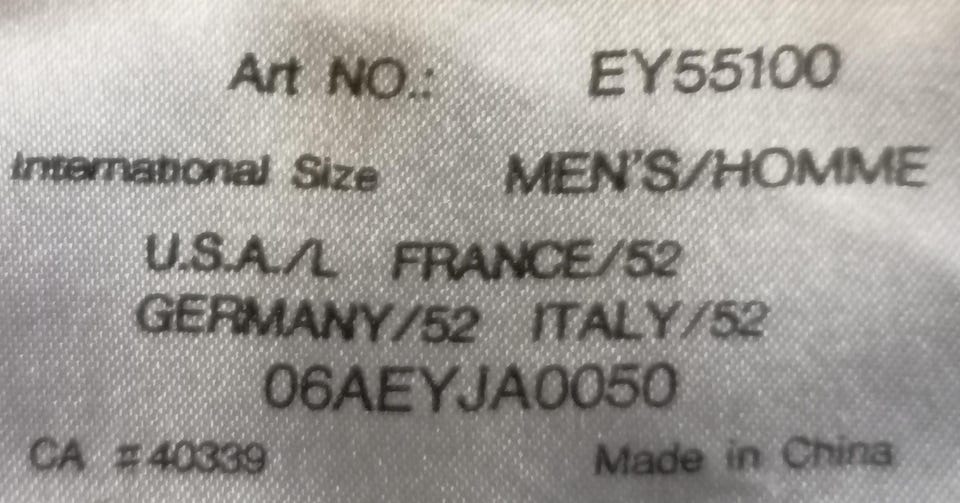 Art NO.: EY55100
International Size MEN'S/HOMME
U.S.A./L FRANCE/52
GERMANY/52 ITALY/52
06AEYJA0050
CA #40339 Made in China